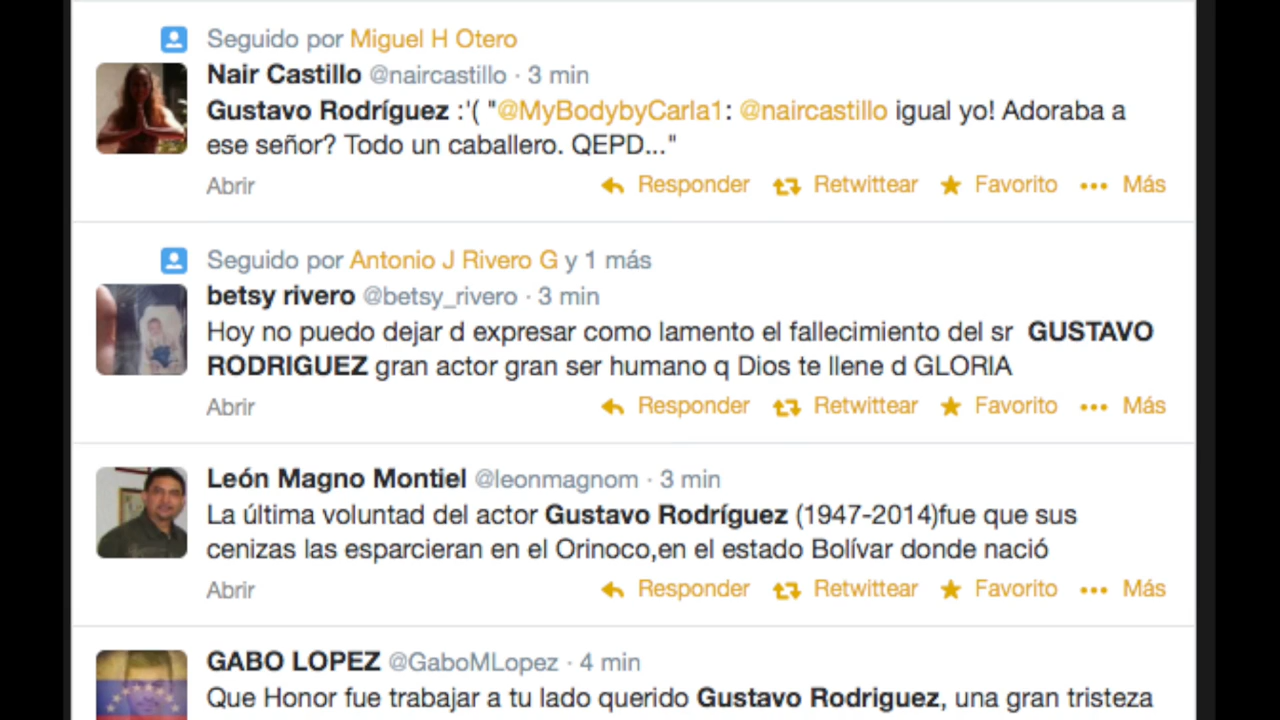 Seguido por Miguel H Otero
Nair Castillo @naircastillo · 3 min
Gustavo Rodríguez :'( "@MyBodybyCarla1: @naircastillo igual yo! Adoraba a
ese señor? Todo un caballero. QEPD..."
Abrir Responder Retwittear Favorito ••• Más
Seguido por Antonio J Rivero G y 1 más
betsy rivero @betsy_rivero · 3 min
Hoy no puedo dejar d expresar como lamento el fallecimiento del sr GUSTAVO
RODRIGUEZ gran actor gran ser humano q Dios te llene d GLORIA
Abrir Responder Retwittear Favorito ••• Más
León Magno Montiel @leonmagnom · 3 min
La última voluntad del actor Gustavo Rodríguez (1947-2014)fue que sus
cenizas las esparcieran en el Orinoco,en el estado Bolívar donde nació
Abrir Responder Retwittear Favorito ••• Más
GABO LOPEZ @GaboMLopez · 4 min
Que Honor fue trabajar a tu lado querido Gustavo Rodriguez, una gran tristeza